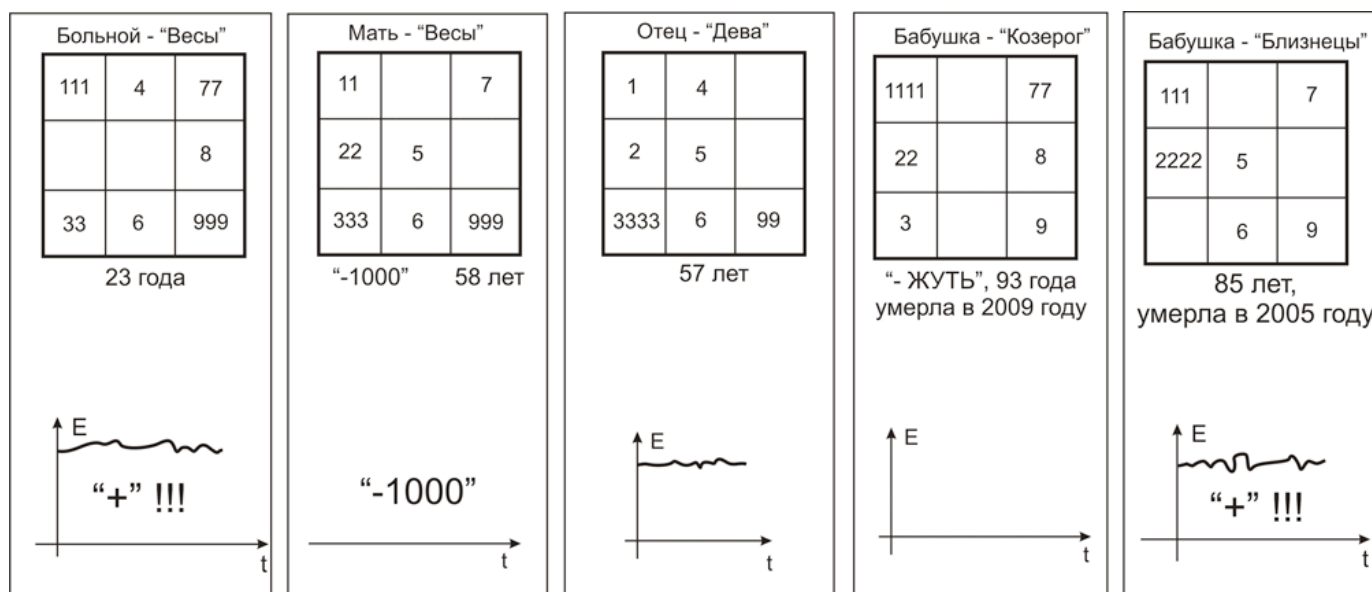 Больной - “Весы”
111 4 77
8
33 6 999
23 года
E
“+” !!!
t
Мать - “Весы”
11 7
22 5
333 6 999
“-1000” 58 лет
“-1000”
t
Отец - “Дева”
1 4
2 5
3333 6 99
57 лет
E
t
Бабушка - “Козерог”
1111 77
22 8
3 9
“- ЖУТЬ”, 93 года
умерла в 2009 году
E
t
Бабушка - “Близнецы”
111 7
2222 5
6 9
85 лет,
умерла в 2005 году
E
“+” !!!
t